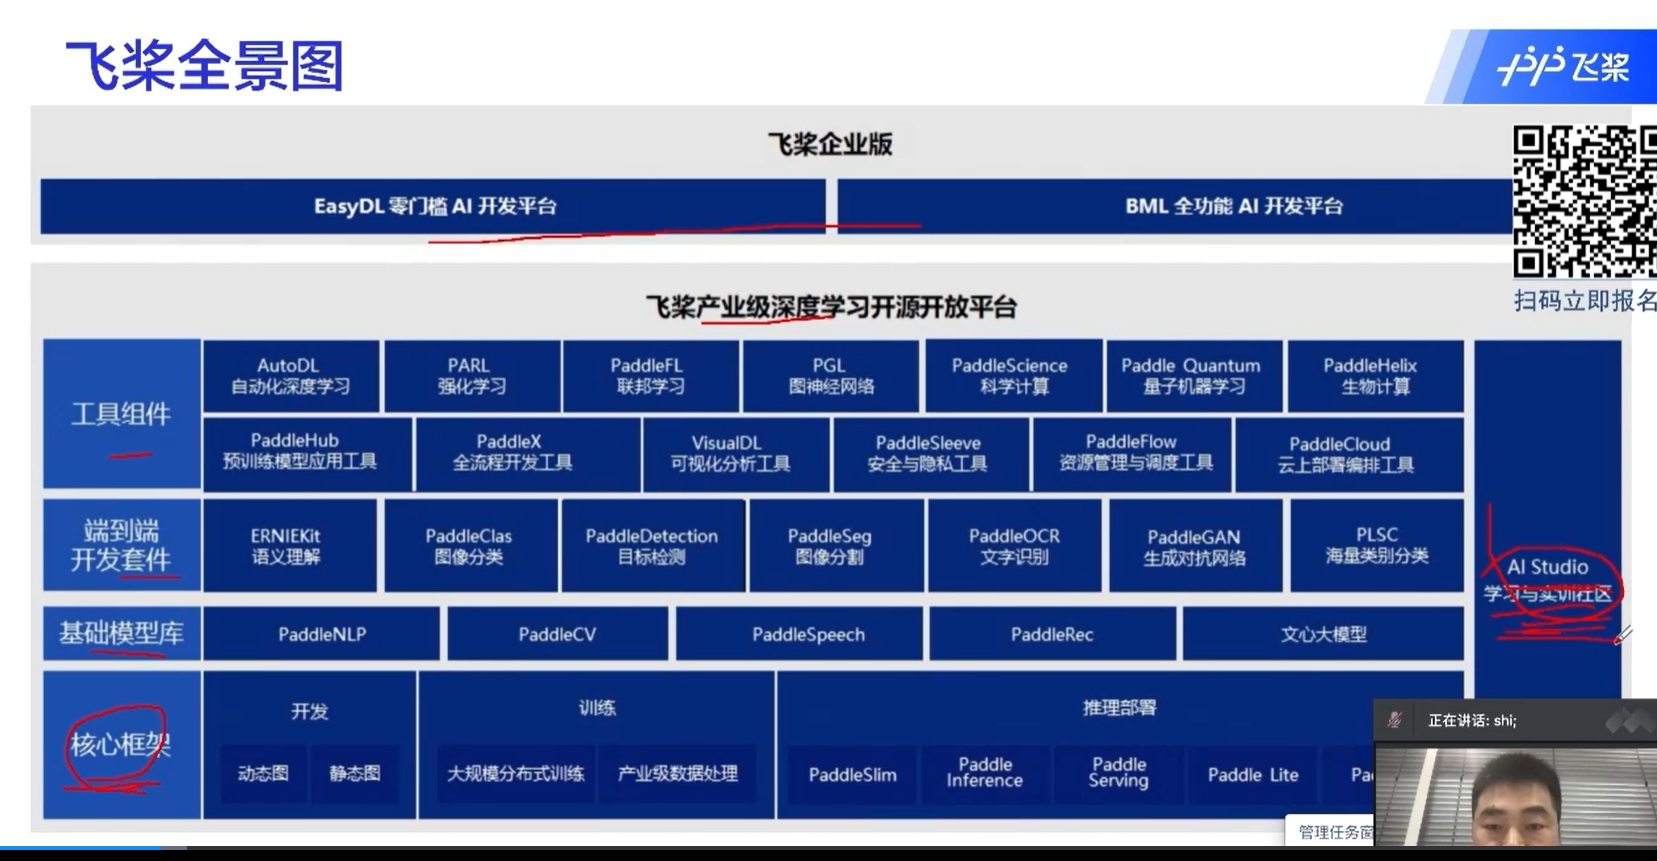 飞桨全景图
飞桨
飞桨企业版
EasyDL 零门槛 AI 开发平台
BML 全功能 AI 开发平台
扫码立即报名
飞桨产业级深度学习开源开放平台
工具组件
AutoDL
自动化深度学习
PARL
强化学习
PaddleFL
联邦学习
PGL
图神经网络
PaddleScience
科学计算
Paddle Quantum
量子机器学习
PaddleHelix
生物计算
PaddleHub
预训练模型应用工具
PaddleX
全流程开发工具
VisualDL
可视化分析工具
PaddleSleeve
安全与隐私工具
PaddleFlow
资源管理与调度工具
PaddleCloud
云上部署编排工具
端到端
开发套件
ERNIEKit
语义理解
PaddleClas
图像分类
PaddleDetection
目标检测
PaddleSeg
图像分割
PaddleOCR
文字识别
PaddleGAN
生成对抗网络
PLSC
海量类别分类
AI Studio
学习与实训社区
基础模型库
PaddleNLP
PaddleCV
PaddleSpeech
PaddleRec
文心大模型
核心框架
开发
动态图
静态图
训练
大规模分布式训练
产业级数据处理
推理部署
PaddleSlim
Paddle
Inference
Paddle
Serving
Paddle Lite
正在讲话: shi;
管理任务窗